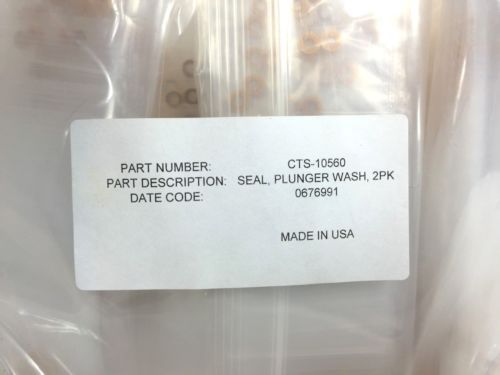 PART NUMBER: CTS-10560
PART DESCRIPTION: SEAL, PLUNGER WASH, 2PK
DATE CODE: 0676991
MADE IN USA